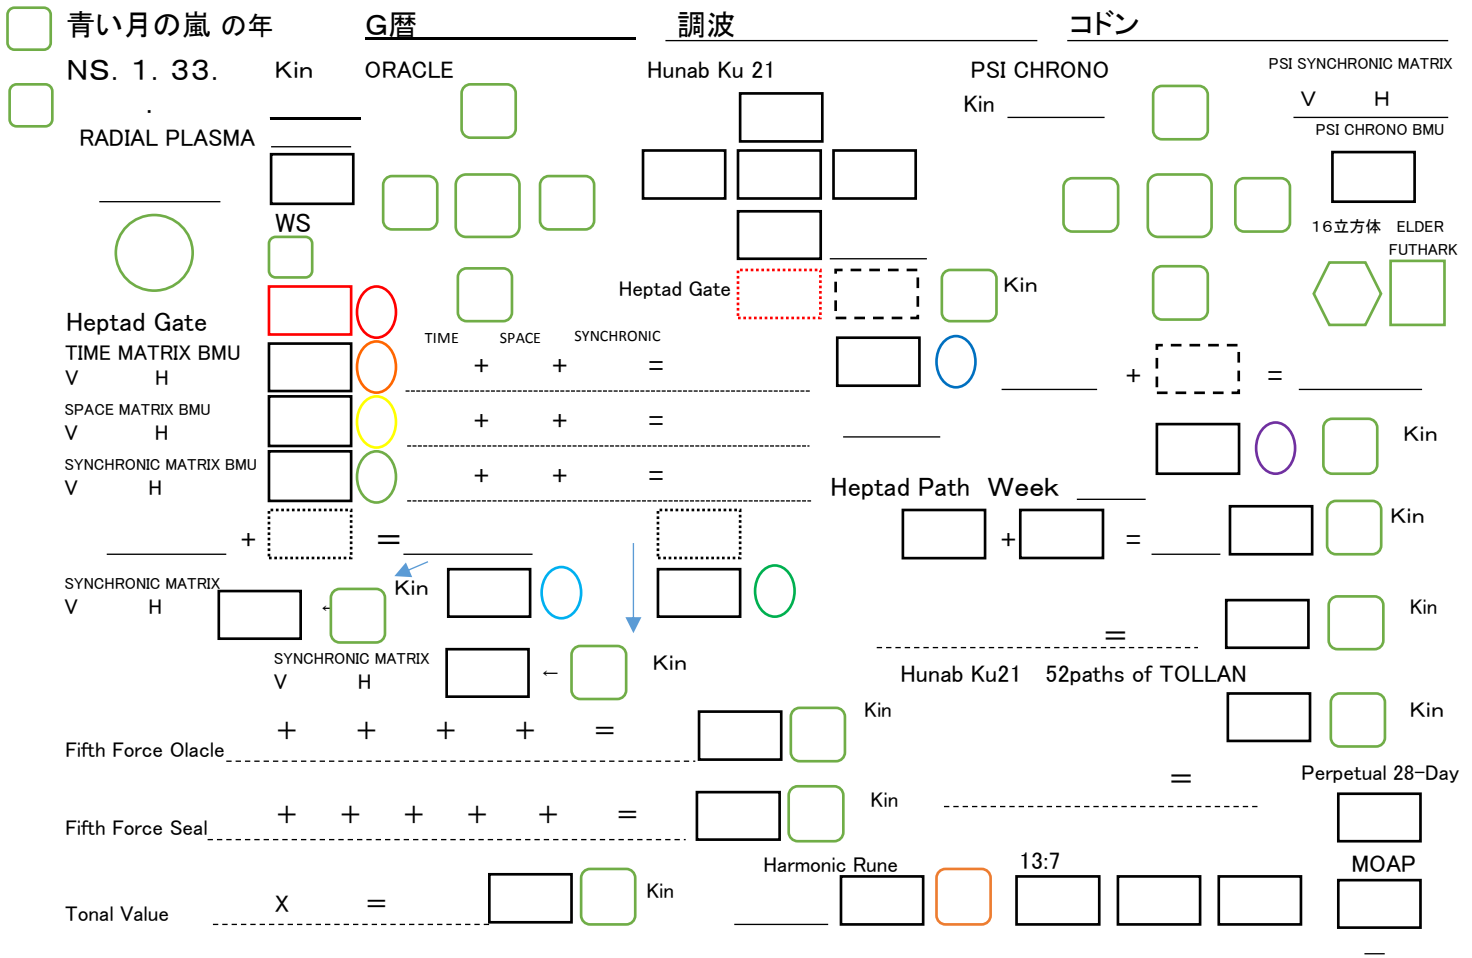 青い月の嵐 の年 G暦 調波 コドン
NS. 1. 33. Kin ORACLE Hunab Ku 21 PSI CHRONO PSI SYNCHRONIC MATRIX
. Kin V H
RADIAL PLASMA PSI CHRONO BMU
WS 16立方体 ELDER
FUTHARK
Heptad Gate Kin
Heptad Gate TIME SPACE SYNCHRONIC
TIME MATRIX BMU + + = + =
V H
SPACE MATRIX BMU + + =
V H Kin
SYNCHRONIC MATRIX BMU + + =
V H Heptad Path Week
+ = + = Kin
SYNCHRONIC MATRIX Kin
V H ← Kin
=
SYNCHRONIC MATRIX ← Kin
V H Hunab Ku21 52paths of TOLLAN
+ + + + = Kin Kin
Fifth Force Olacle
= Perpetual 28-Day
+ + + + + = Kin
Fifth Force Seal
Harmonic Rune 13:7 MOAP
X = Kin
Tonal Value